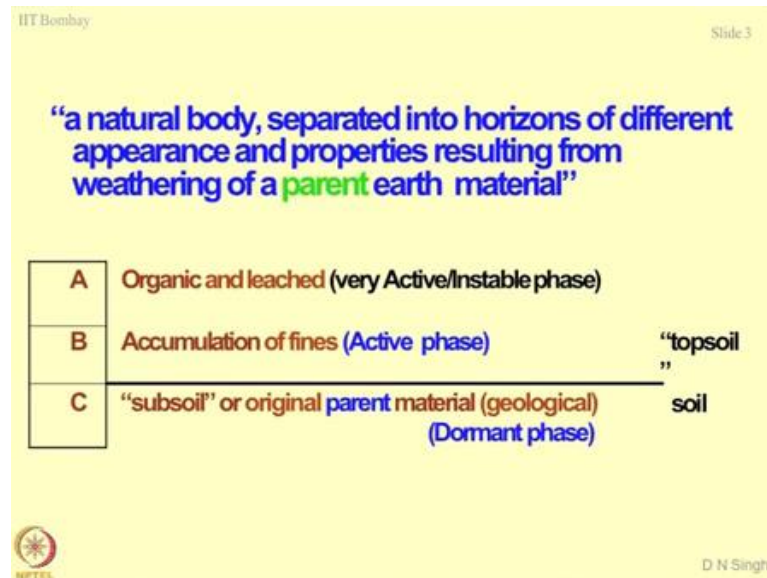 IIT Bombay
Slide 3
“a natural body, separated into horizons of different
appearance and properties resulting from
weathering of a parent earth material”
A Organic and leached (very Active/Instable phase)
B Accumulation of fines (Active phase) “topsoil
”
C “subsoil” or original parent material (geological) soil
(Dormant phase)
NPTEL
D N Singh